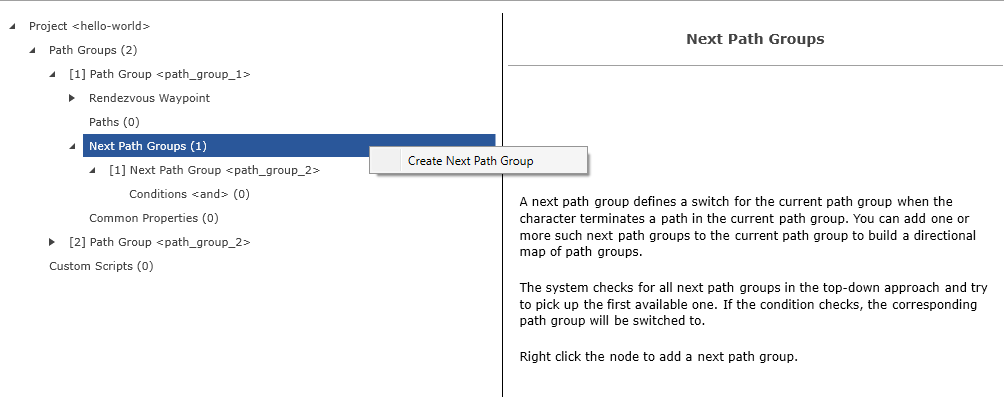 Project <hello-world>
Path Groups (2)
[1] Path Group <path_group_1>
Rendezvous Waypoint
Paths (0)
Next Path Groups (1)
Create Next Path Group
[1] Next Path Group <path_group_2>
Conditions <and> (0)
Common Properties (0)
[2] Path Group <path_group_2>
Custom Scripts (0)
Next Path Groups
A next path group defines a switch for the current path group when the
character terminates a path in the current path group. You can add one or
more such next path groups to the current path group to build a directional
map of path groups.
The system checks for all next path groups in the top-down approach and try
to pick up the first available one. If the condition checks, the corresponding
path group will be switched to.
Right click the node to add a next path group.